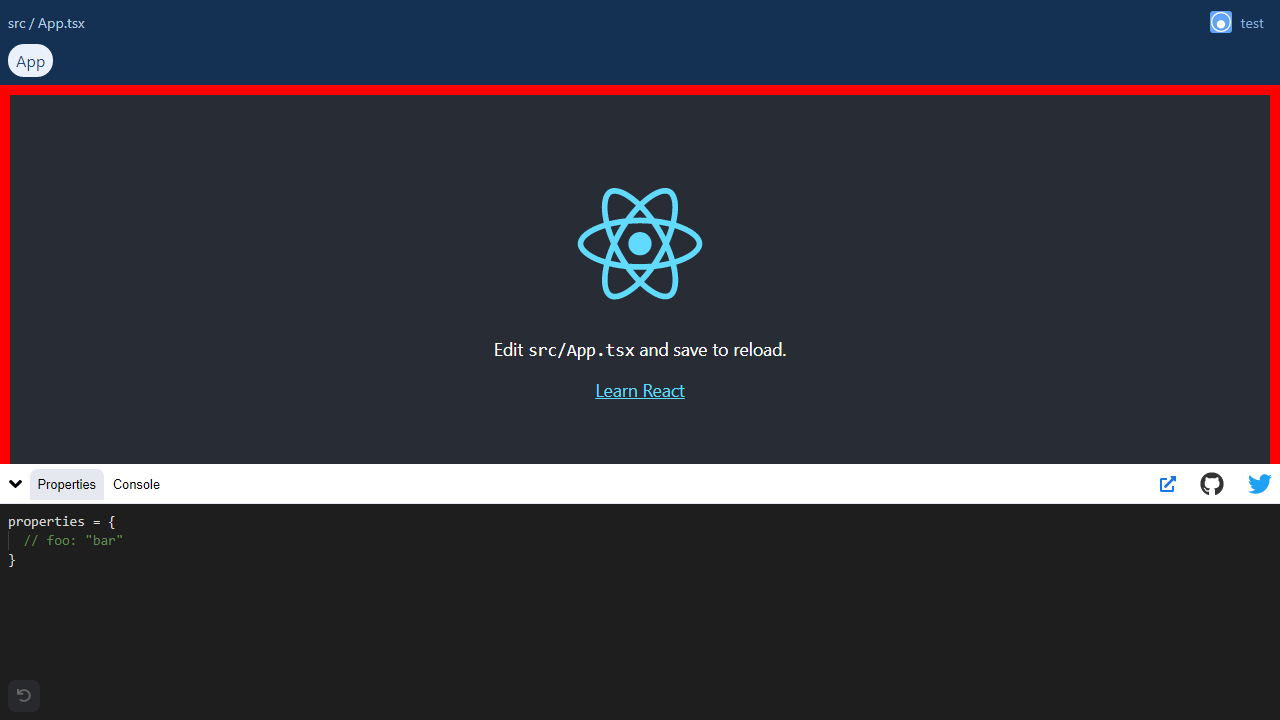 src / App.tsx
test
App
Edit src/App.tsx and save to reload.
Learn React
Properties
Console
properties = {
  // foo: "bar"
}